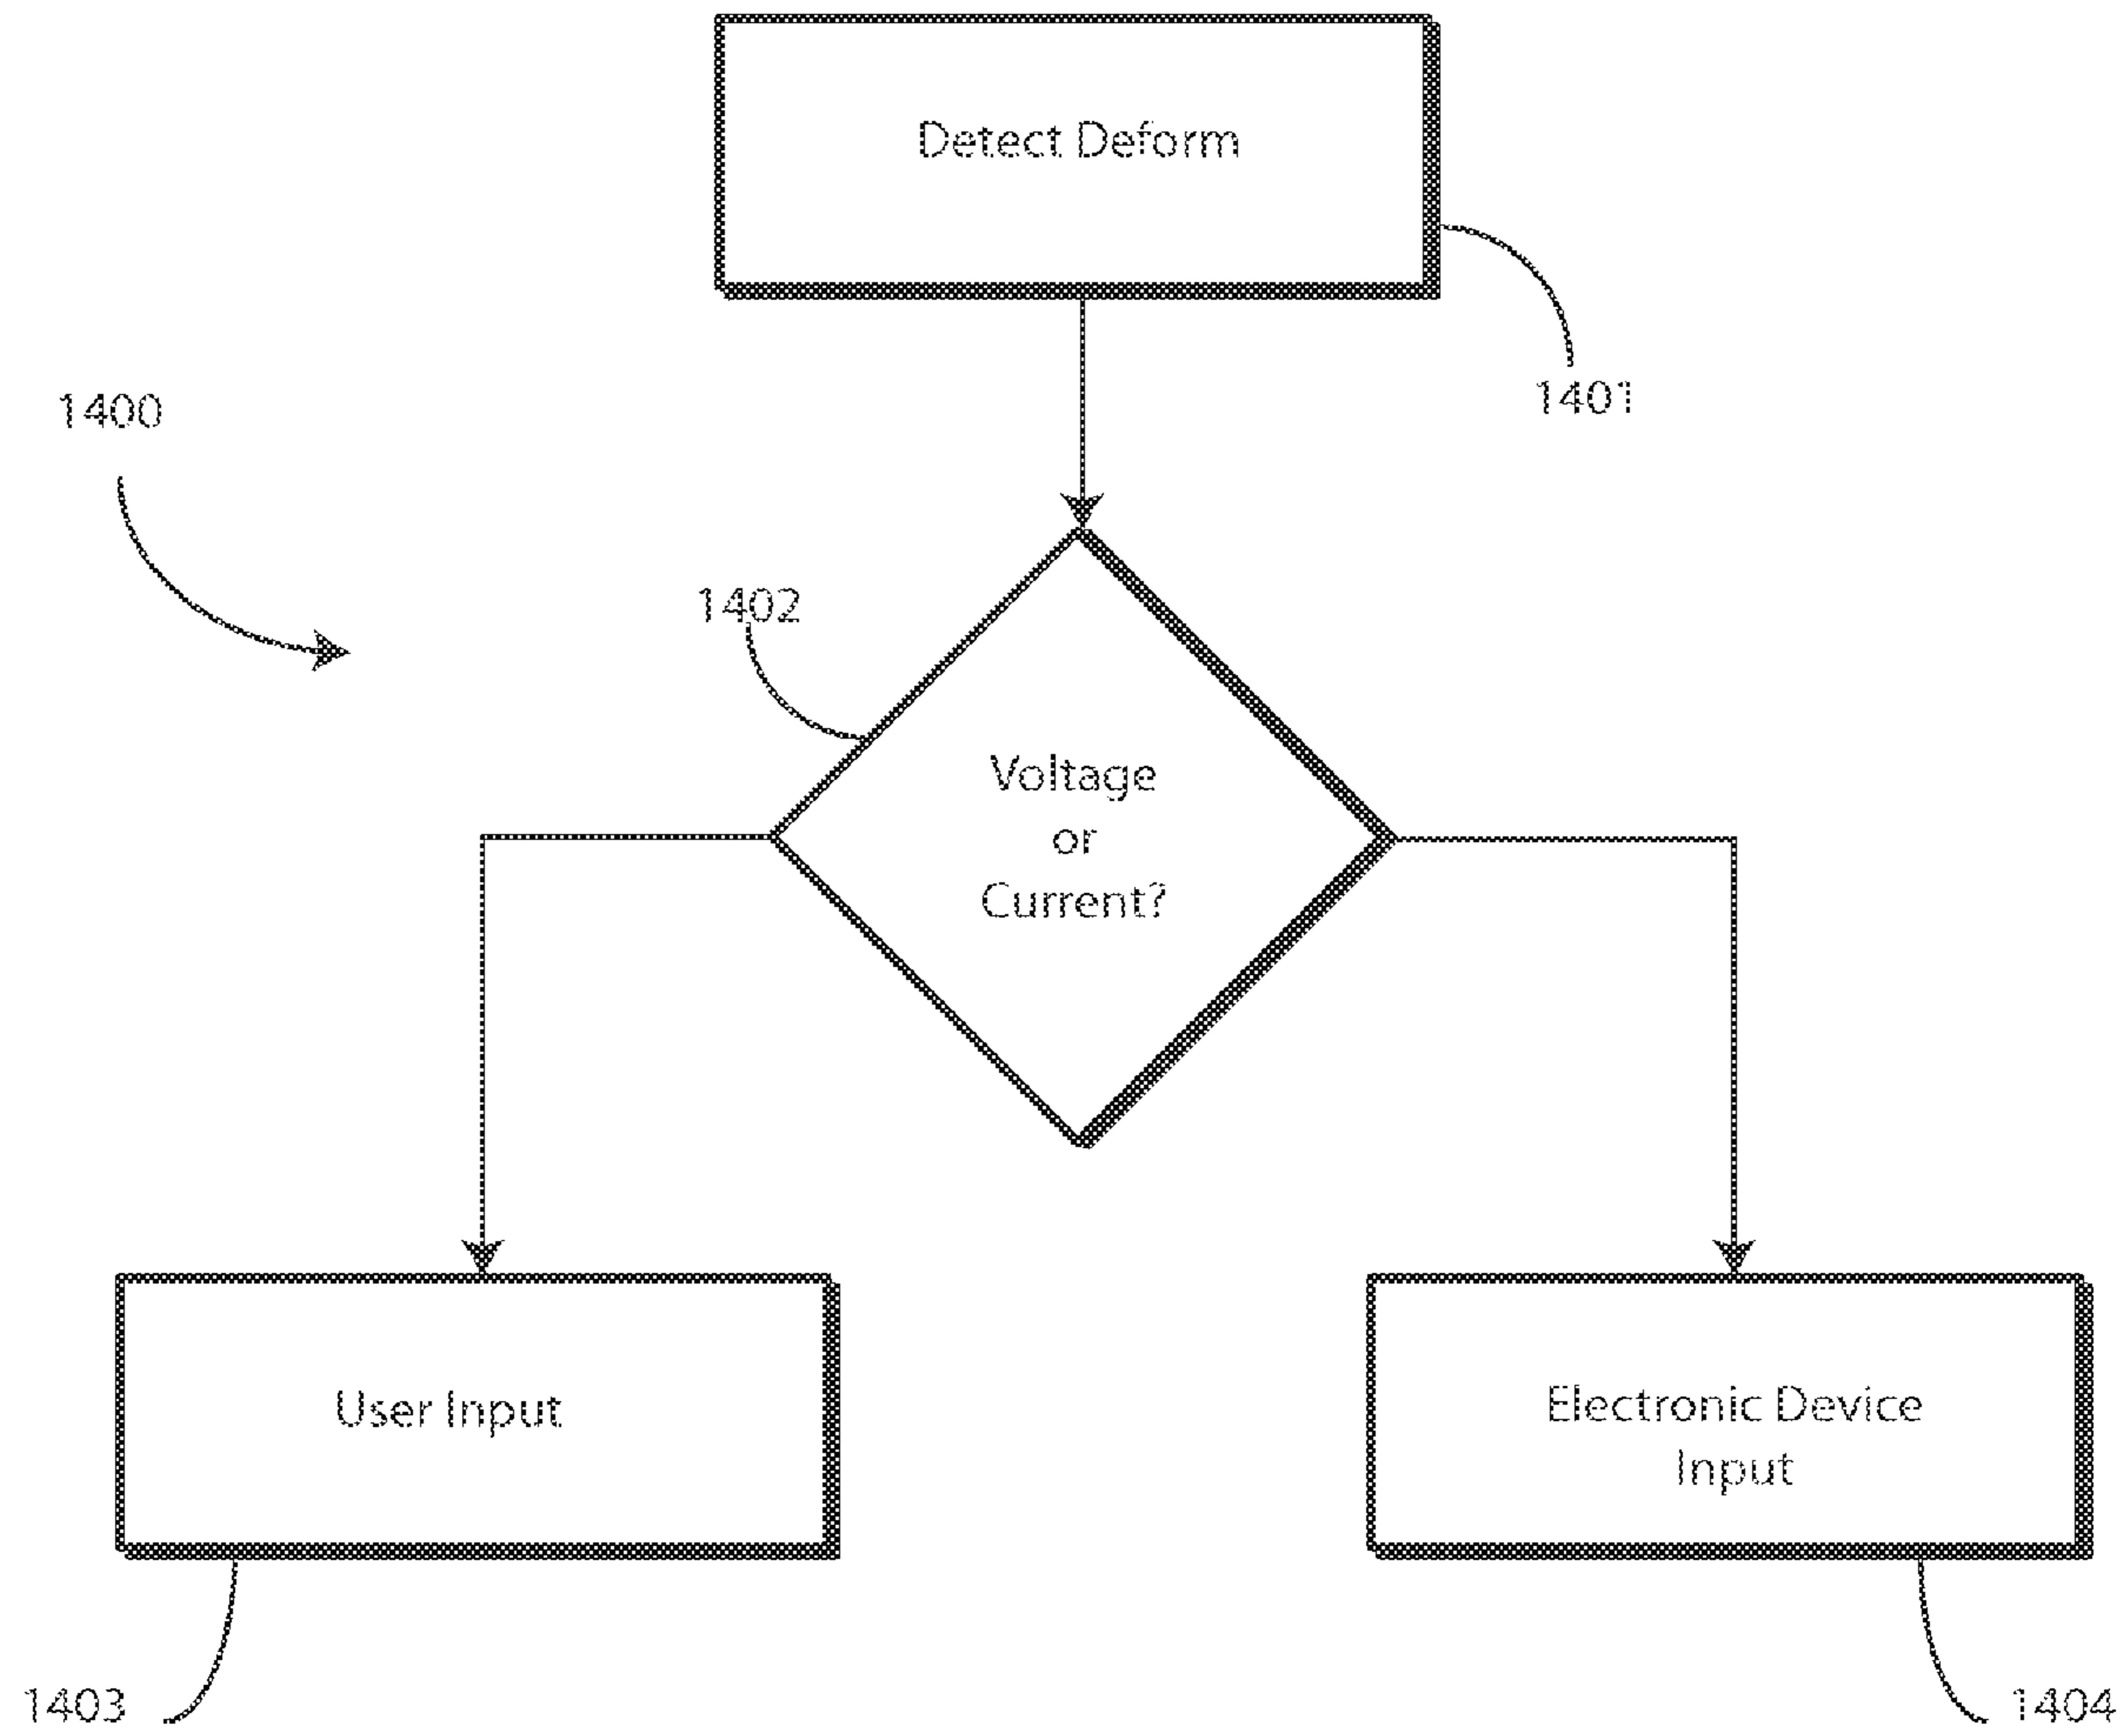 Detect Deform
1401
1400
1402
Voltage
or
Current?
User Input
Electronic Device
Input
1403
1404